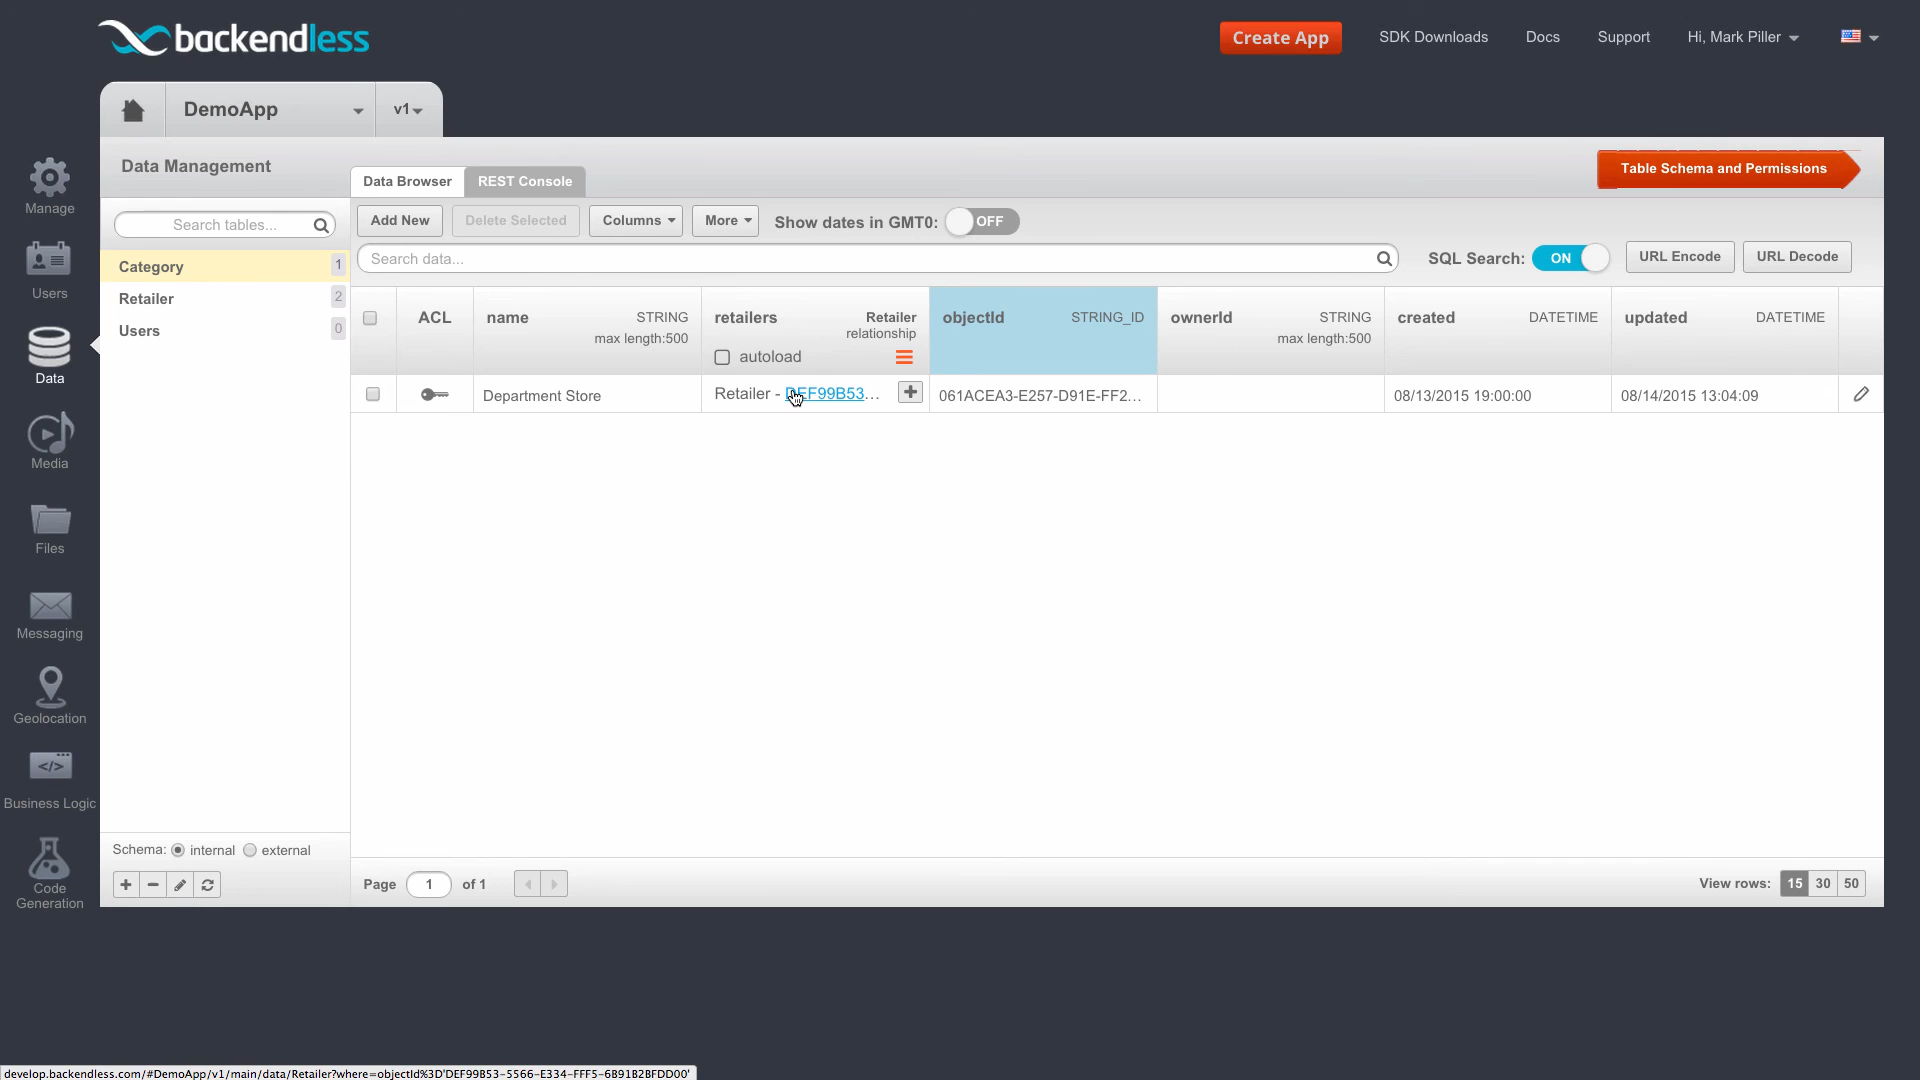 backendless
Create App
SDK Downloads
Docs
Support
Hi, Mark Piller
DemoApp
v1
Data Management
Data Browser
REST Console
Table Schema and Permissions
Manage
Users
Data
Media
Files
Messaging
Geolocation
Business Logic
Code
Generation
Search tables...
Category 1
Retailer 2
Users 0
Add New
Delete Selected
Columns
More
Show dates in GMT0:
OFF
Search data...
SQL Search:
ON
URL Encode
URL Decode
ACL
name STRING
max length:500
retailers Retailer
relationship
autoload
objectId STRING_ID
ownerId STRING
max length:500
created DATETIME
updated DATETIME
Department Store
Retailer - DEF99B53...
061ACEA3-E257-D91E-FF2...
08/13/2015 19:00:00
08/14/2015 13:04:09
Schema: internal external
Page 1 of 1
View rows: 15 30 50
develop.backendless.com/#DemoApp/v1/main/data/Retailer?where=objectId%3D'DEF99B53-5566-E334-FFF5-6B91B2BFDD00'